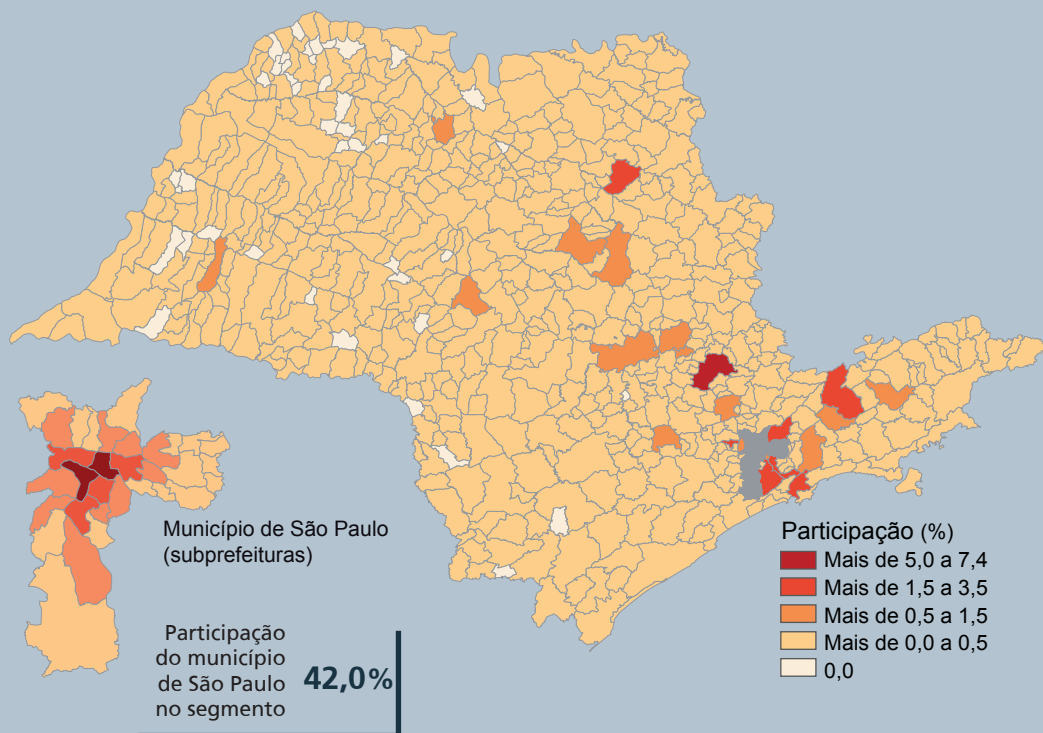 Município de São Paulo
(subprefeituras)
Participação
do município
de São Paulo
no segmento
42,0%
Participação (%)
Mais de 5,0 a 7,4
Mais de 1,5 a 3,5
Mais de 0,5 a 1,5
Mais de 0,0 a 0,5
0,0